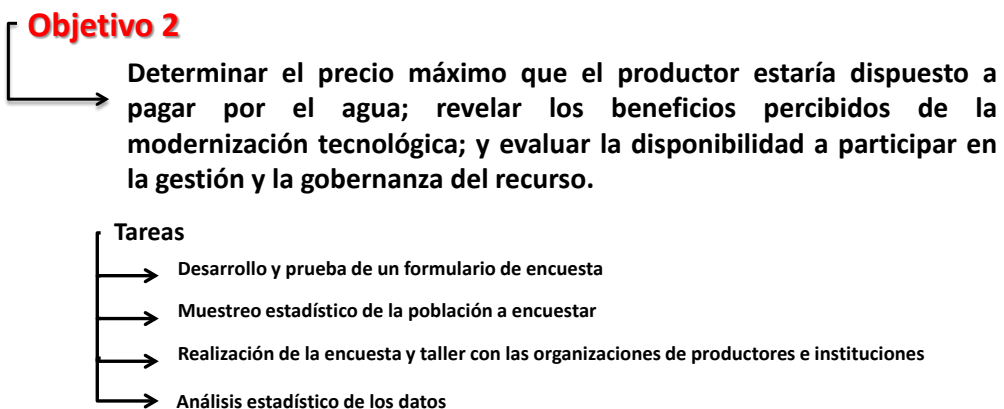 Objetivo 2
Determinar el precio máximo que el productor estaría dispuesto a
pagar por el agua; revelar los beneficios percibidos de la
modernización tecnológica; y evaluar la disponibilidad a participar en
la gestión y la gobernanza del recurso.
Tareas
Desarrollo y prueba de un formulario de encuesta
Muestreo estadístico de la población a encuestar
Realización de la encuesta y taller con las organizaciones de productores e instituciones
Análisis estadístico de los datos